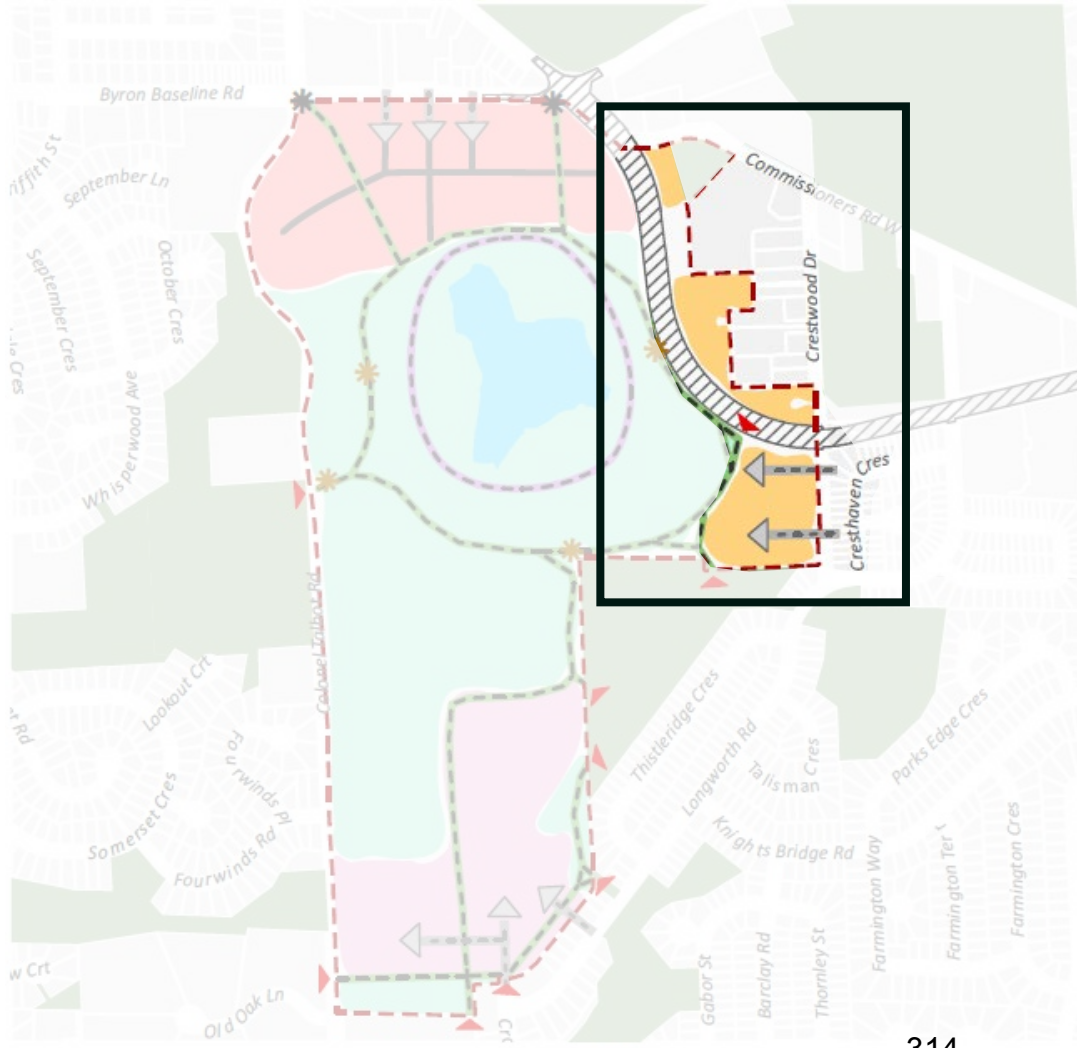 Byron Baseline Rd
Commissioners Rd W
September Ln
October Cres
September Cres
Crestwood Dr
Whisperwood Ave
Cresthaven Cres
Colonel Talbot Rd
Lookout Crt
Thistleridge Cres
Parks Edge Cres
Longworth Rd
Talisman Cres
Somerset Cres
Fourwinds Rd
Knights Bridge Rd
Farmington Way
Farmington Cres
Gabor St
Barclay Rd
Thornley St
Old Oak Ln